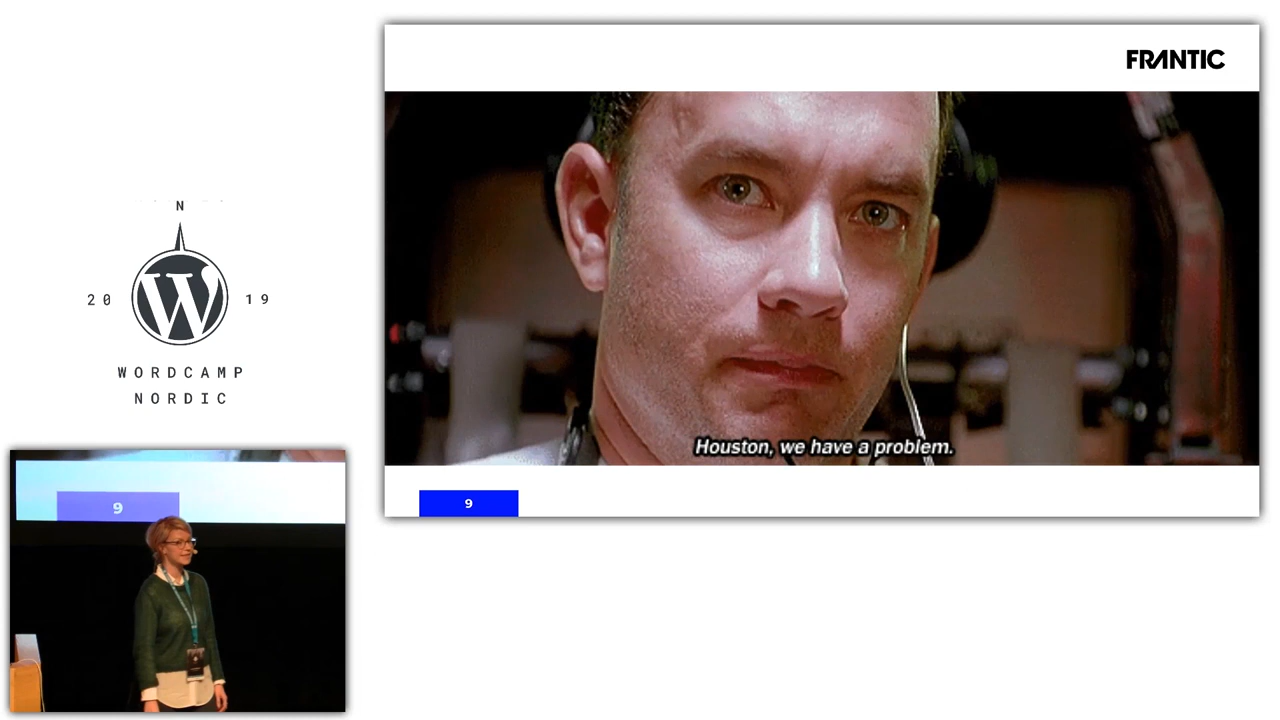 FRANTIC
N
20 19
WORDCAMP
NORDIC
Houston, we have a problem.
9
9